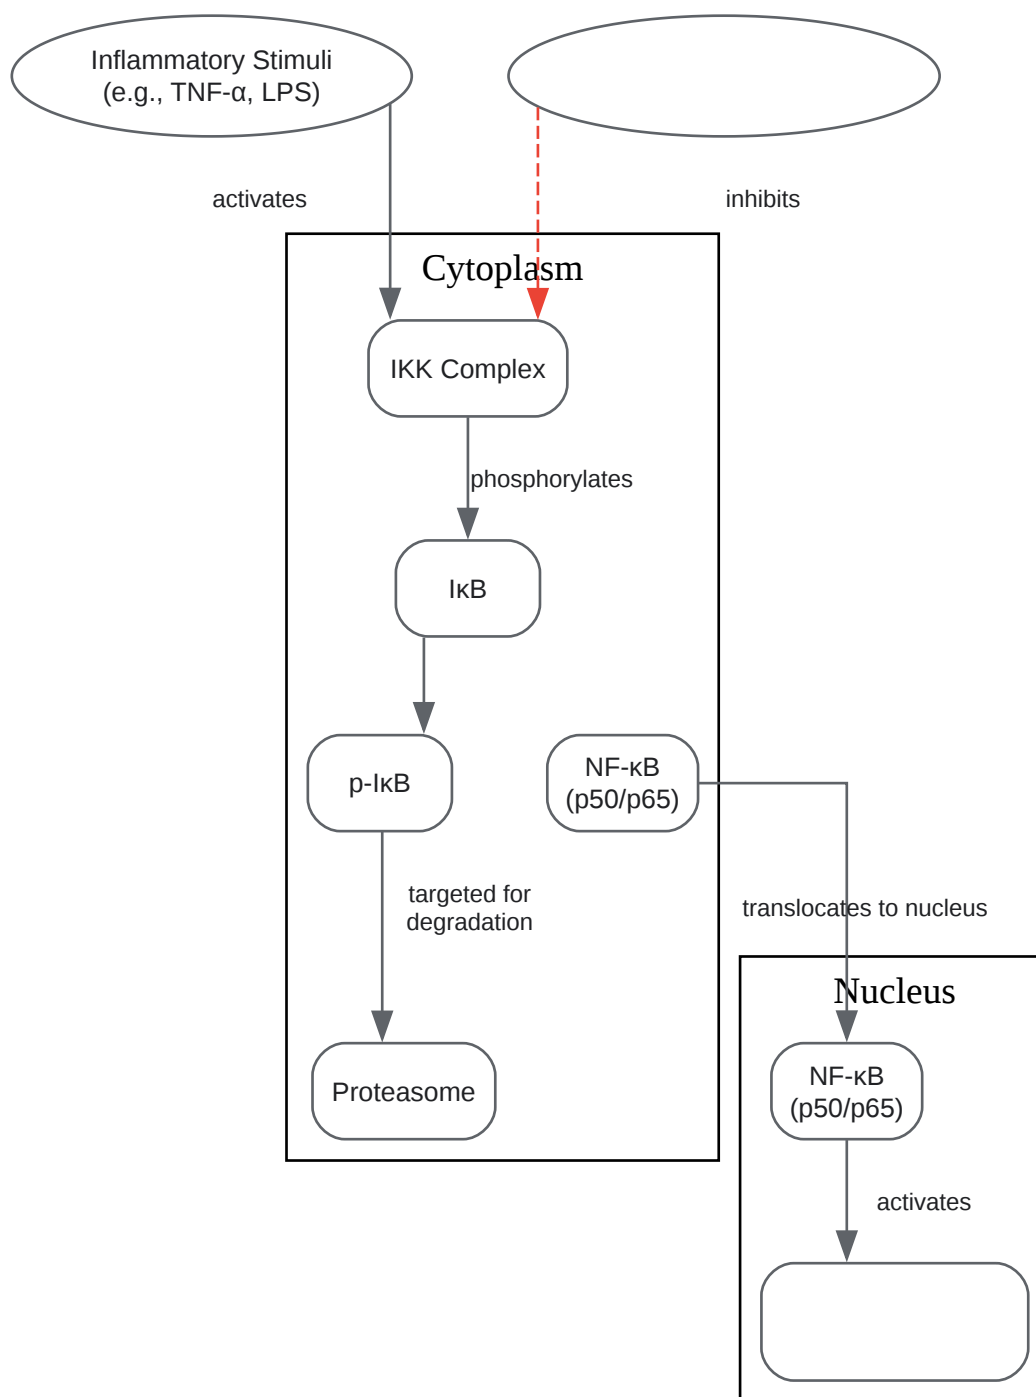 Inflammatory Stimuli
(e.g., TNF-α, LPS)
activates
inhibits
Cytoplasm
IKK Complex
phosphorylates
IκB
p-IκB
NF-κB
(p50/p65)
targeted for
degradation
translocates to nucleus
Nucleus
Proteasome
NF-κB
(p50/p65)
activates